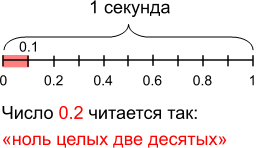 1 секунда
0.1
0 0.2 0.4 0.6 0.8 1
Число 0.2 читается так:
«ноль целых две десятых»